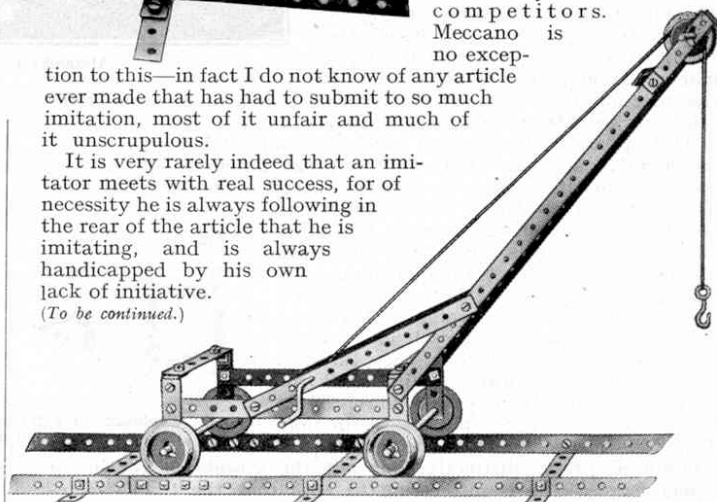 competitors.
Meccano is
no excep-
tion to this—in fact I do not know of any article
ever made that has had to submit to so much
imitation, most of it unfair and much of
it unscrupulous.
It is very rarely indeed that an imi-
tator meets with real success, for of
necessity he is always following in
the rear of the article that he is
imitating, and is always
handicapped by his own
lack of initiative.
(To be continued.)